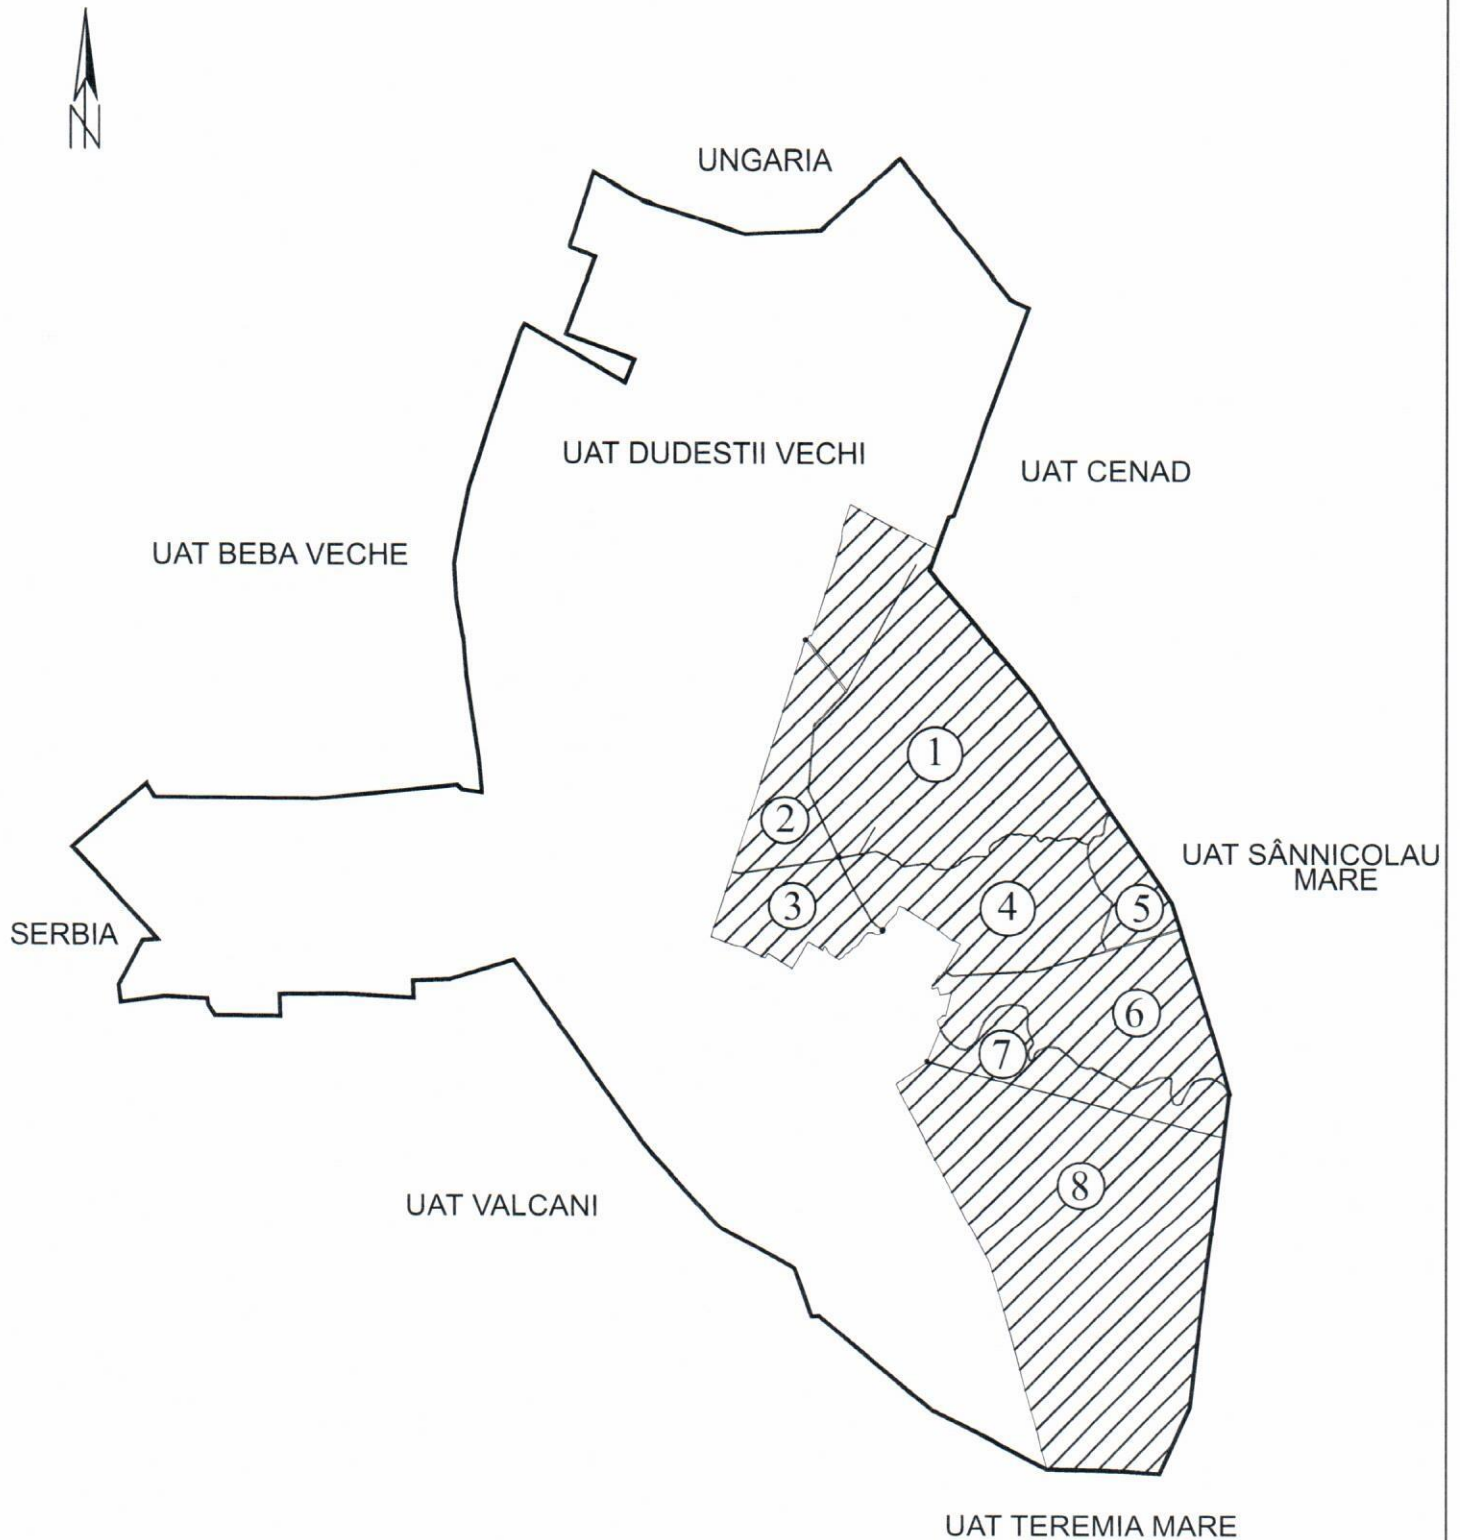 N
UNGARIA
UAT DUDESTII VECHI
UAT CENAD
UAT BEBA VECHE
1
2
UAT SÂNNICOLAU
MARE
3
4
5
SERBIA
6
7
8
UAT VALCANI
UAT TEREMIA MARE